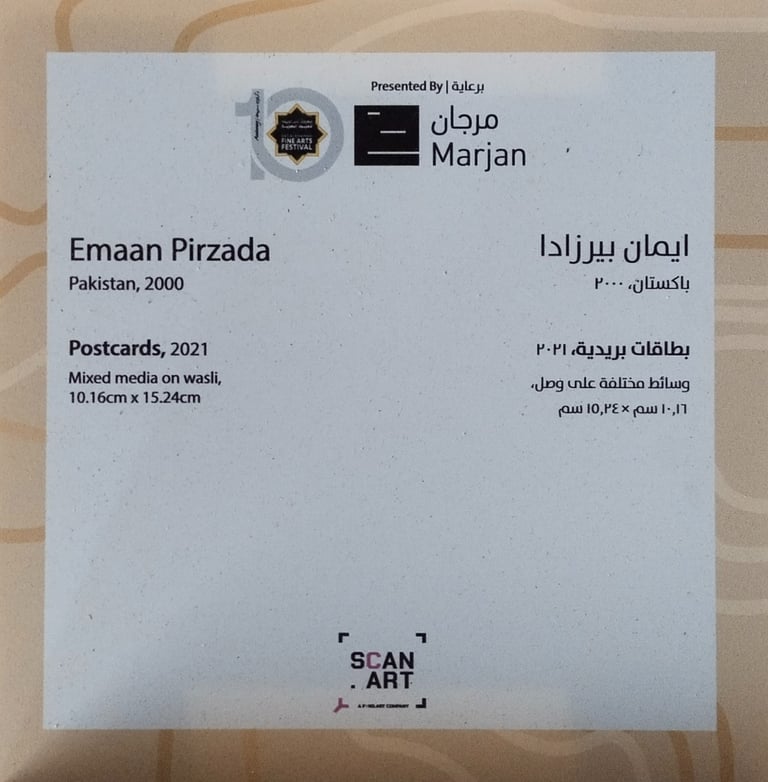 Presented By | برعاية
10
FINE ARTS
FESTIVAL
مرجان
Marjan
Emaan Pirzada
Pakistan, 2000
Postcards, 2021
Mixed media on wasli,
10.16cm x 15.24cm
ايمان بيرزادا
باكستان، ٢٠٠٠
بطاقات بريدية، ٢٠٢١
وسائط مختلفة على وصل،
١٠,١٦ سم × ١٥,٢٤ سم
SCAN
.ART